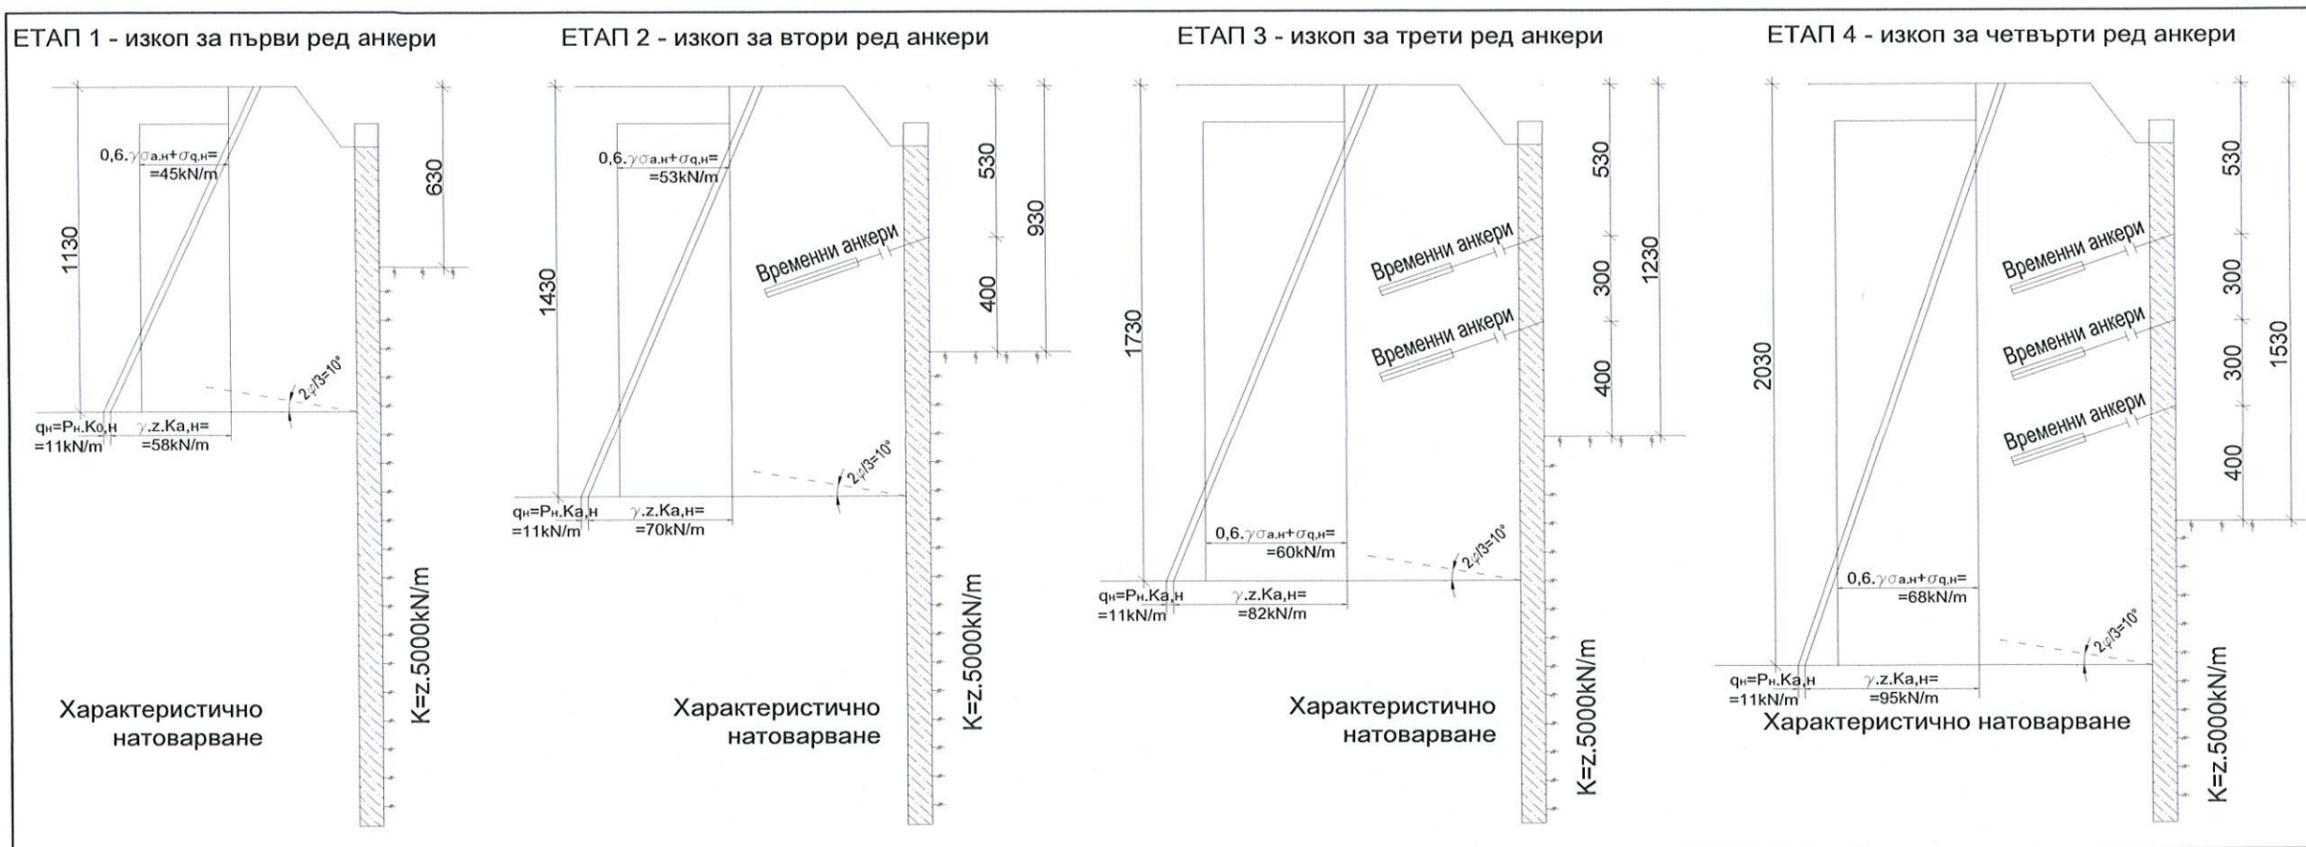 ЕТАП 1 - изкоп за първи ред анкери
1130
630
0,6.γσа.н+σq,н=
=45kN/m
2φ/3=10°
qн=Pн.K0,н
=11kN/m
γ.z.Ka,н=
=58kN/m
K=z.5000kN/m
Характеристично
натоварване
ЕТАП 2 - изкоп за втори ред анкери
1430
530
930
400
0,6.γσа.н+σq,н=
=53kN/m
Временни анкери
2φ/3=10°
qн=Pн.Ka,н
=11kN/m
γ.z.Ka,н=
=70kN/m
K=z.5000kN/m
Характеристично
натоварване
ЕТАП 3 - изкоп за трети ред анкери
1730
530
300
1230
400
Временни анкери
Временни анкери
0,6.γσа.н+σq,н=
=60kN/m
2φ/3=10°
qн=Pн.Ka,н
=11kN/m
γ.z.Ka,н=
=82kN/m
K=z.5000kN/m
Характеристично
натоварване
ЕТАП 4 - изкоп за четвърти ред анкери
2030
530
300
300
1530
400
Временни анкери
Временни анкери
Временни анкери
0,6.γσа.н+σq,н=
=68kN/m
2φ/3=10°
qн=Pн.Ka,н
=11kN/m
γ.z.Ka,н=
=95kN/m
K=z.5000kN/m
Характеристично натоварване